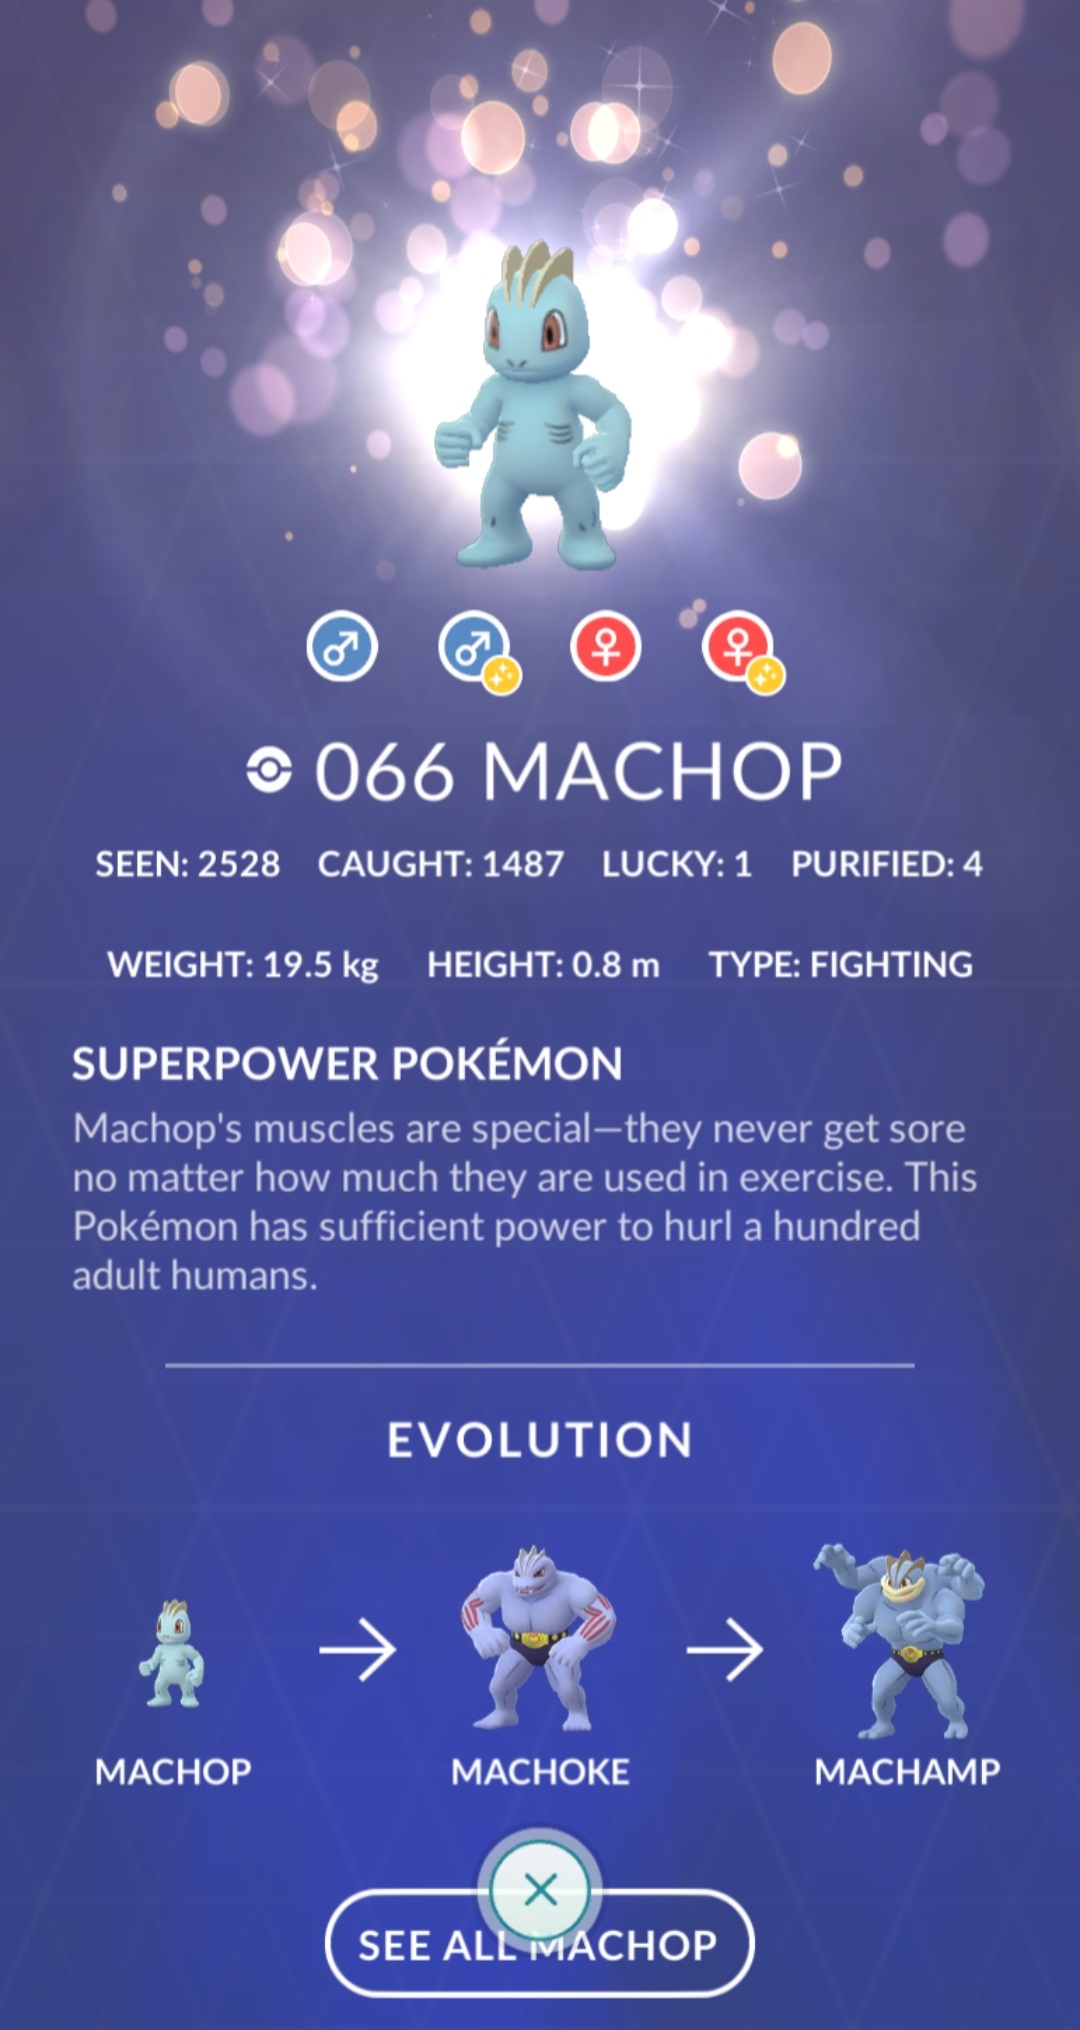 066 MACHOP
SEEN: 2528 CAUGHT: 1487 LUCKY: 1 PURIFIED: 4
WEIGHT: 19.5 kg HEIGHT: 0.8 m TYPE: FIGHTING
SUPERPOWER POKÉMON
Machop's muscles are special—they never get sore
no matter how much they are used in exercise. This
Pokémon has sufficient power to hurl a hundred
adult humans.
EVOLUTION
MACHOP MACHOKE MACHAMP
SEE ALL MACHOP